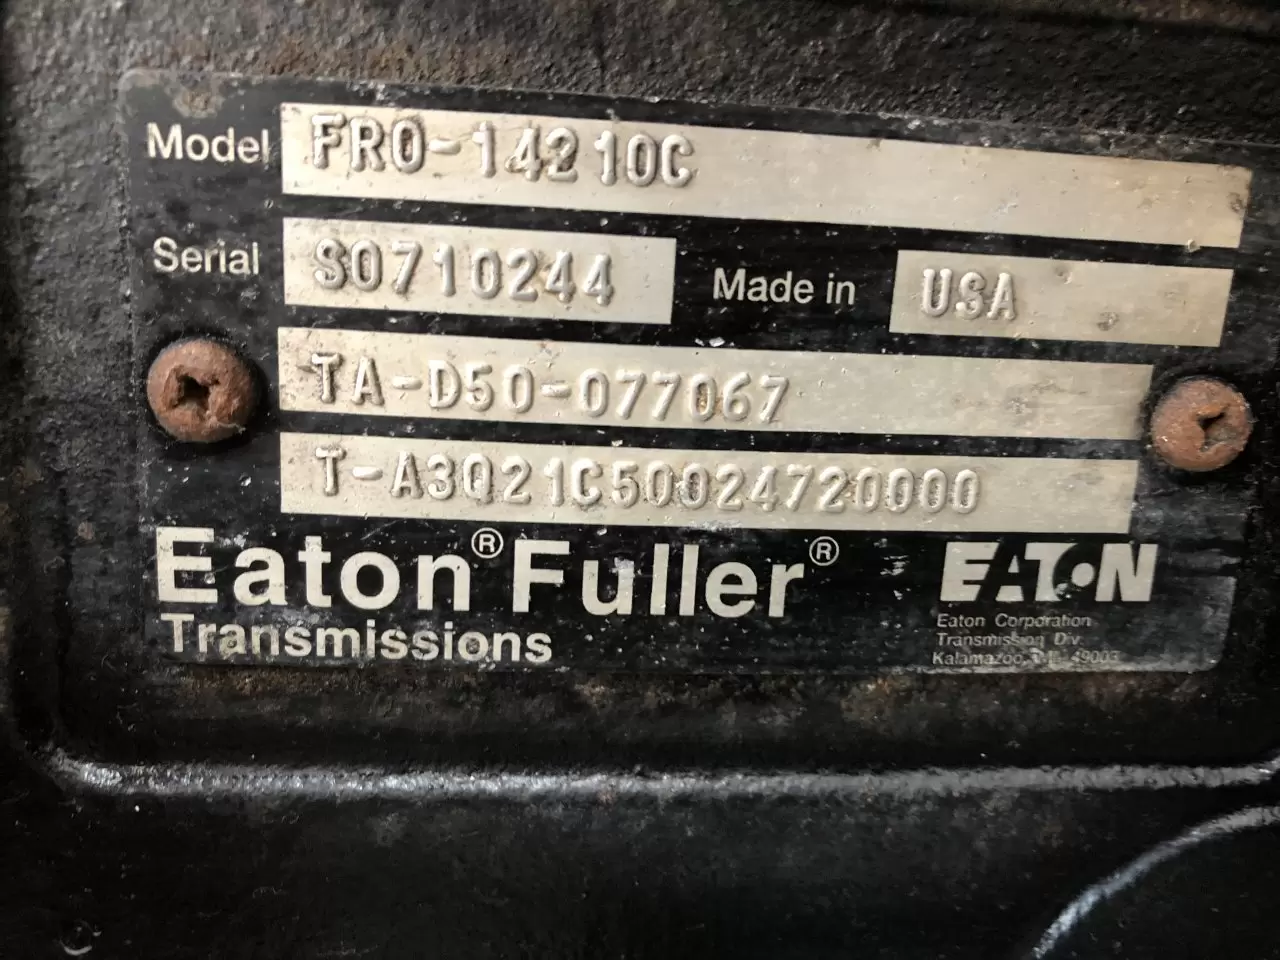 Model FRO-14210C
Serial S0710244 Made in USA
TA-D50-077067
T-A3Q21C50024720000
Eaton® Fuller®
Transmissions
EATON
Eaton Corporation
Transmission Div.
Kalamazoo, MI 49003